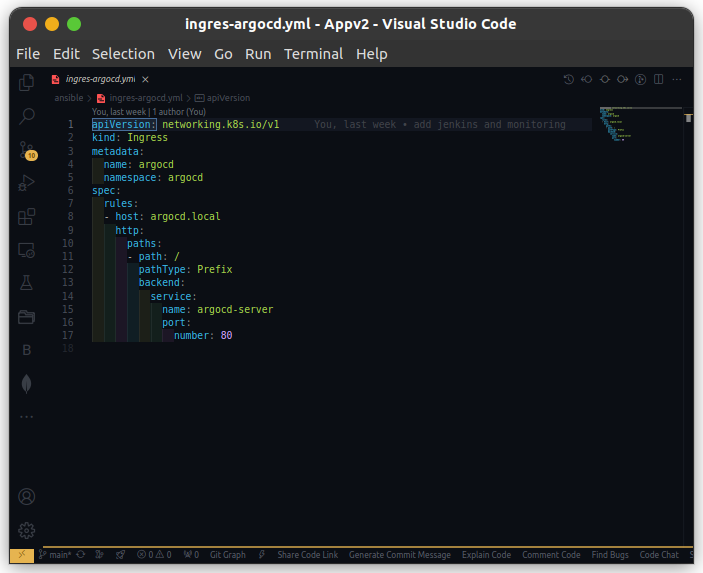 ingres-argocd.yml - Appv2 - Visual Studio Code
File Edit Selection View Go Run Terminal Help
ingres-argocd.yml
ansible > ingres-argocd.yml > apiVersion
You, last week | 1 author (You)
1 apiVersion: networking.k8s.io/v1 You, last week • add jenkins and monitoring
2 kind: Ingress
3 metadata:
4 name: argocd
5 namespace: argocd
6 spec:
7 rules:
8 - host: argocd.local
9 http:
10 paths:
11 - path: /
12 pathType: Prefix
13 backend:
14 service:
15 name: argocd-server
16 port:
17 number: 80
18
10
B
main* 0 0 0 Git Graph Share Code Link Generate Commit Message Explain Code Comment Code Find Bugs Code Chat S